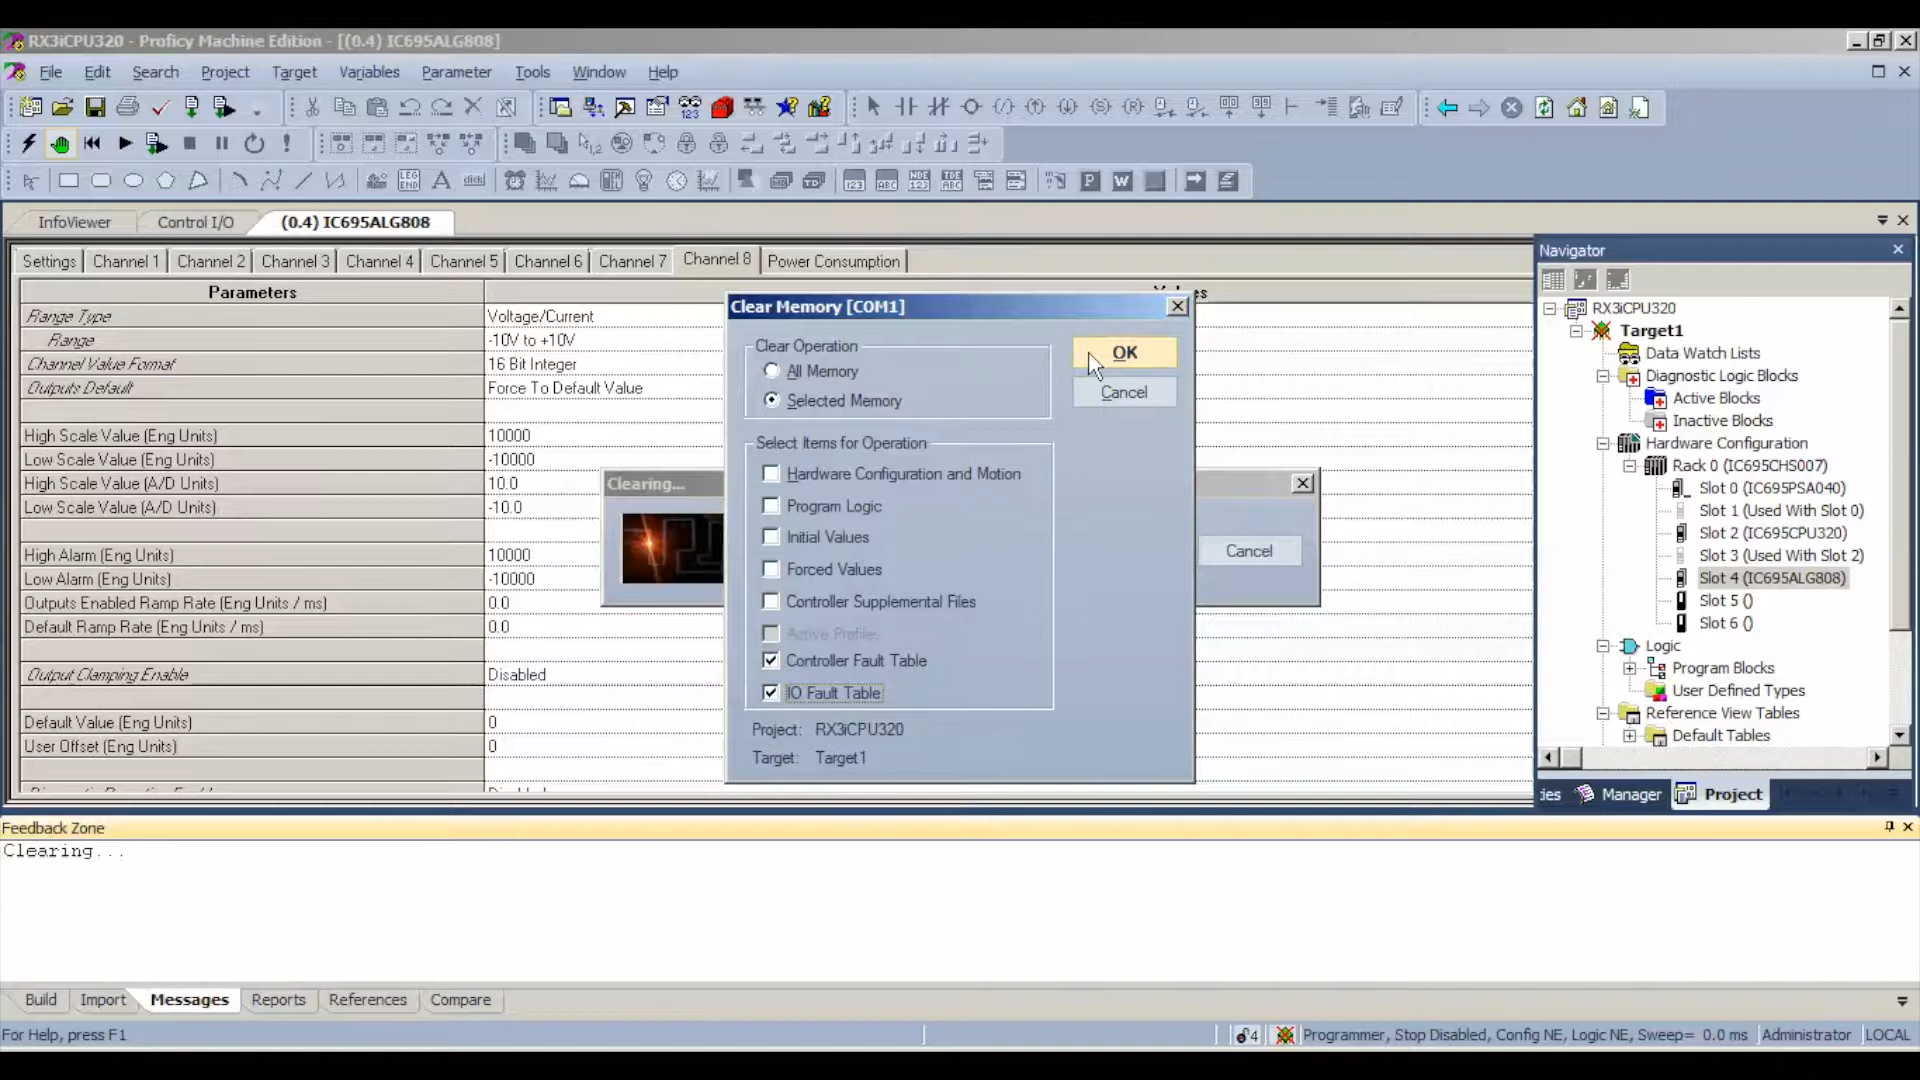 RX3iCPU320 - Proficy Machine Edition - [(0.4) IC695ALG808]
File Edit Search Project Target Variables Parameter Tools Window Help
InfoViewer Control I/O (0.4) IC695ALG808
Settings Channel 1 Channel 2 Channel 3 Channel 4 Channel 5 Channel 6 Channel 7 Channel 8 Power Consumption
Parameters
Range Type Voltage/Current
Range -10V to +10V
Channel Value Format 16 Bit Integer
Outputs Default Force To Default Value
High Scale Value (Eng Units) 10000
Low Scale Value (Eng Units) -10000
High Scale Value (A/D Units) 10.0
Low Scale Value (A/D Units) -10.0
High Alarm (Eng Units) 10000
Low Alarm (Eng Units) -10000
Outputs Enabled Ramp Rate (Eng Units / ms) 0.0
Default Ramp Rate (Eng Units / ms) 0.0
Output Clamping Enable Disabled
Default Value (Eng Units) 0
User Offset (Eng Units) 0
Clearing...
Cancel
Clear Memory [COM1]
Clear Operation
All Memory
Selected Memory
OK
Cancel
Select Items for Operation
Hardware Configuration and Motion
Program Logic
Initial Values
Forced Values
Controller Supplemental Files
Controller Fault Table
IO Fault Table
Project: RX3iCPU320
Target: Target1
Navigator
RX3iCPU320
Target1
Data Watch Lists
Diagnostic Logic Blocks
Active Blocks
Inactive Blocks
Hardware Configuration
Rack 0 (IC695CHS007)
Slot 0 (IC695PSA040)
Slot 1 (Used With Slot 0)
Slot 2 (IC695CPU320)
Slot 3 (Used With Slot 2)
Slot 4 (IC695ALG808)
Slot 5 ()
Slot 6 ()
Logic
Program Blocks
User Defined Types
Reference View Tables
Default Tables
ties Manager Project
Feedback Zone
Clearing...
Build Import Messages Reports References Compare
For Help, press F1
4 Programmer, Stop Disabled, Config NE, Logic NE, Sweep= 0.0 ms Administrator LOCAL